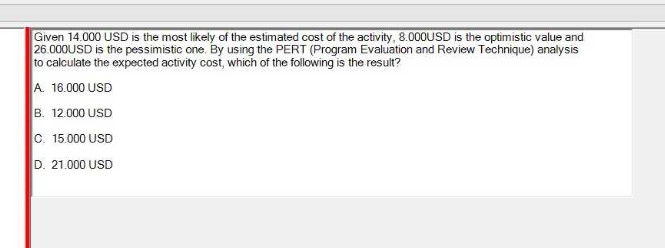 Given 14.000 USD is the most likely of the estimated cost of the activity, 8.000USD is the optimistic value and
26.000USD is the pessimistic one. By using the PERT (Program Evaluation and Review Technique) analysis
to calculate the expected activity cost, which of the following is the result?
A. 16.000 USD
B. 12.000 USD
C. 15.000 USD
D. 21.000 USD